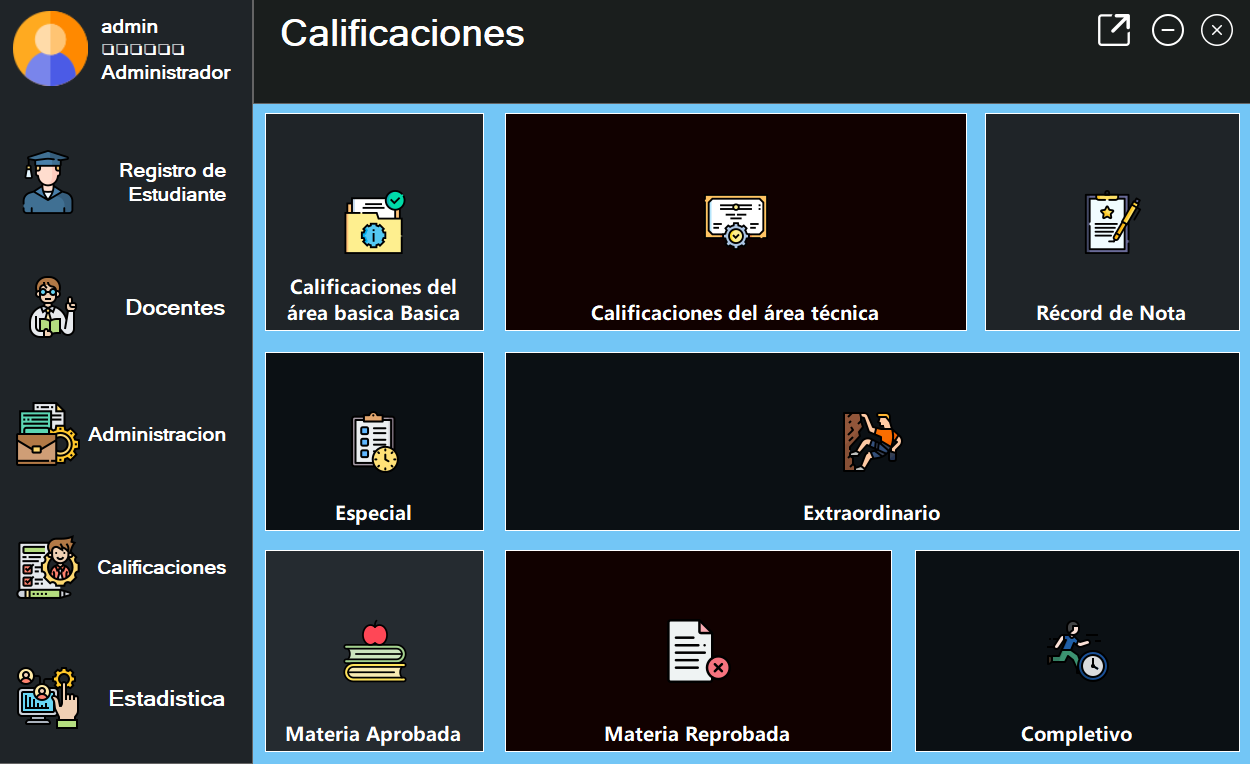 admin
Administrador
Calificaciones
Registro de
Estudiante
Docentes
Administracion
Calificaciones
Estadistica
Calificaciones del
área basica Basica
Calificaciones del área técnica
Récord de Nota
Especial
Extraordinario
Materia Aprobada
Materia Reprobada
Completivo